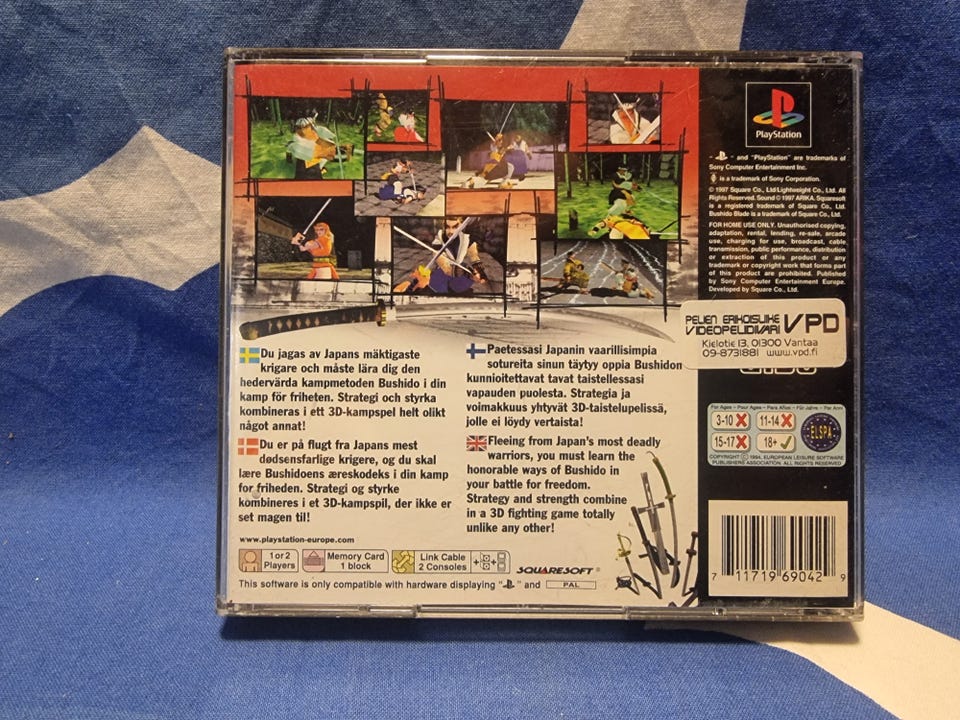 PlayStation
" " and "PlayStation" are trademarks of
Sony Computer Entertainment Inc.
is a trademark of Sony Corporation.
© 1997 Square Co., Ltd/Lightweight Co., Ltd. All
Rights Reserved. Sound © 1997 ARIKA. Squaresoft
is a registered trademark of Square Co., Ltd.
Bushido Blade is a trademark of Square Co., Ltd.
FOR HOME USE ONLY. Unauthorised copying,
adaptation, rental, lending, re-sale, arcade
use, charging for use, broadcast, cable
transmission, public performance, distribution
or extraction of this product or any
trademark or copyright work that forms part
of this product are prohibited. Published
by Sony Computer Entertainment Europe.
Developed by Square Co., Ltd.
PELIEN ERIKOISLIIKE
VIDEOPELIDIVARI VPD
Kielotie 13, 01300 Vantaa
09-8731881 www.vpd.fi
Du jagas av Japans mäktigaste
krigare och måste lära dig den
hedervärda kampmetoden Bushido i din
kamp för friheten. Strategi och styrka
kombineras i ett 3D-kampspel helt olikt
något annat!
Paetessasi Japanin vaarillisimpia
sotureita sinun täytyy oppia Bushidon
kunnioitettavat tavat taistellessasi
vapauden puolesta. Strategia ja
voimakkuus yhtyvät 3D-taistelupelissä,
jolle ei löydy vertaista!
Du er på flugt fra Japans mest
dødsensfarlige krigere, og du skal
lære Bushidoens æreskodeks i din kamp
for friheden. Strategi og styrke
kombineres i et 3D-kampspil, der ikke er
set magen til!
Fleeing from Japan's most deadly
warriors, you must learn the
honorable ways of Bushido in
your battle for freedom.
Strategy and strength combine
in a 3D fighting game totally
unlike any other!
For Ages - Pour Ages - Para Años - Für Jahre - Per Anni
3-10 11-14
15-17 18+
ELSPA
COPYRIGHT © 1994, EUROPEAN LEISURE SOFTWARE
PUBLISHERS ASSOCIATION. ALL RIGHTS RESERVED
www.playstation-europe.com
1 or 2
Players
Memory Card
1 block
Link Cable
2 Consoles
SQUARESOFT
This software is only compatible with hardware displaying " " and PAL
7 11719 69042 9